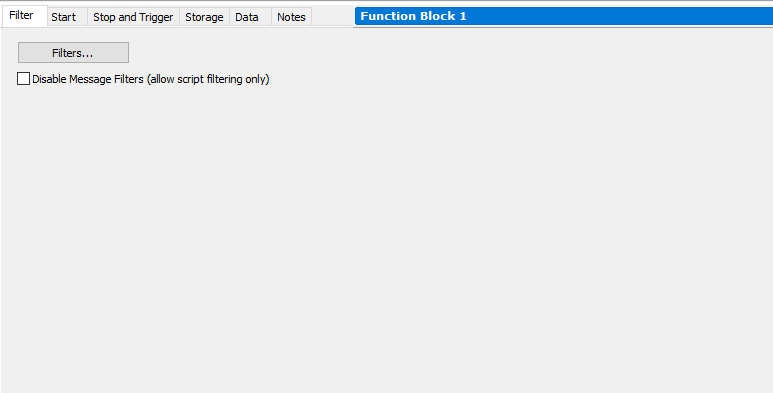 Filter Start Stop and Trigger Storage Data Notes Function Block 1
Filters...
Disable Message Filters (allow script filtering only)